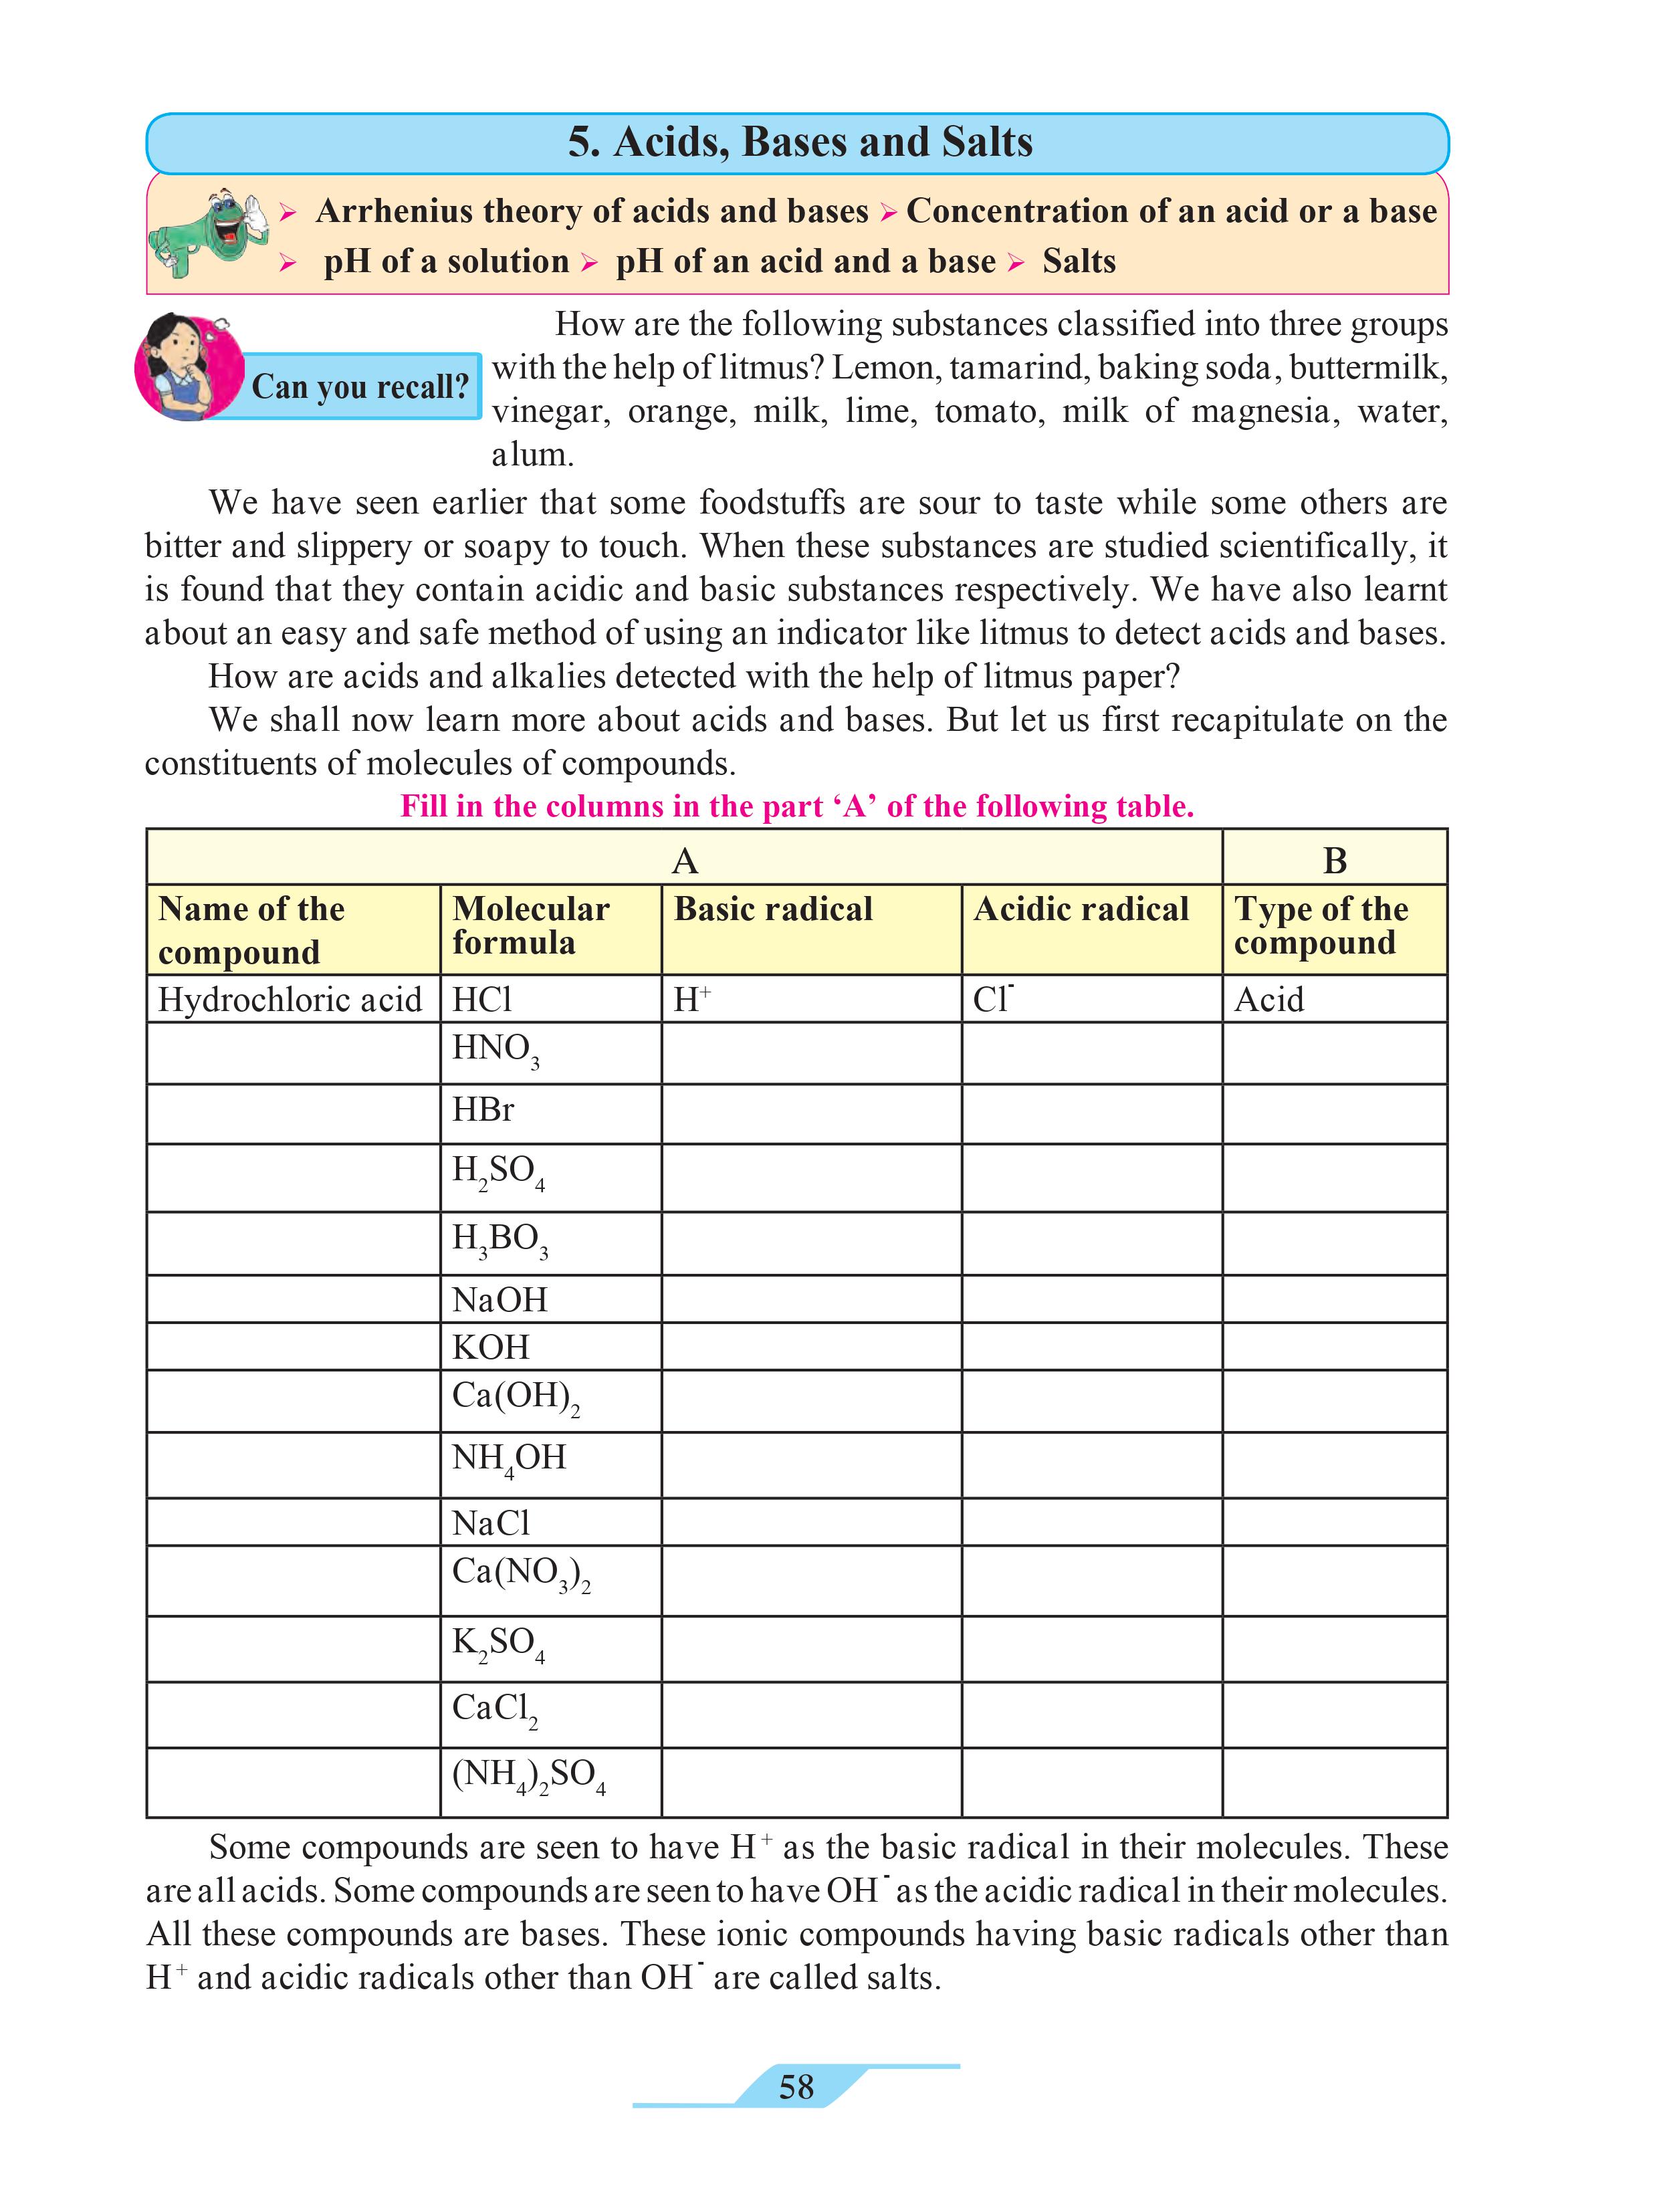 5. Acids, Bases and Salts
➢ Arrhenius theory of acids and bases ➢ Concentration of an acid or a base
➢ pH of a solution ➢ pH of an acid and a base ➢ Salts
Can you recall?
How are the following substances classified into three groups
with the help of litmus? Lemon, tamarind, baking soda, buttermilk,
vinegar, orange, milk, lime, tomato, milk of magnesia, water,
alum.
We have seen earlier that some foodstuffs are sour to taste while some others are
bitter and slippery or soapy to touch. When these substances are studied scientifically, it
is found that they contain acidic and basic substances respectively. We have also learnt
about an easy and safe method of using an indicator like litmus to detect acids and bases.
How are acids and alkalies detected with the help of litmus paper?
We shall now learn more about acids and bases. But let us first recapitulate on the
constituents of molecules of compounds.
Fill in the columns in the part ‘A’ of the following table.
A B
Name of the compound Molecular formula Basic radical Acidic radical Type of the compound
Hydrochloric acid HCl H⁺ Cl⁻ Acid
HNO₃
HBr
H₂SO₄
H₃BO₃
NaOH
KOH
Ca(OH)₂
NH₄OH
NaCl
Ca(NO₃)₂
K₂SO₄
CaCl₂
(NH₄)₂SO₄
Some compounds are seen to have H⁺ as the basic radical in their molecules. These
are all acids. Some compounds are seen to have OH⁻ as the acidic radical in their molecules.
All these compounds are bases. These ionic compounds having basic radicals other than
H⁺ and acidic radicals other than OH⁻ are called salts.
58